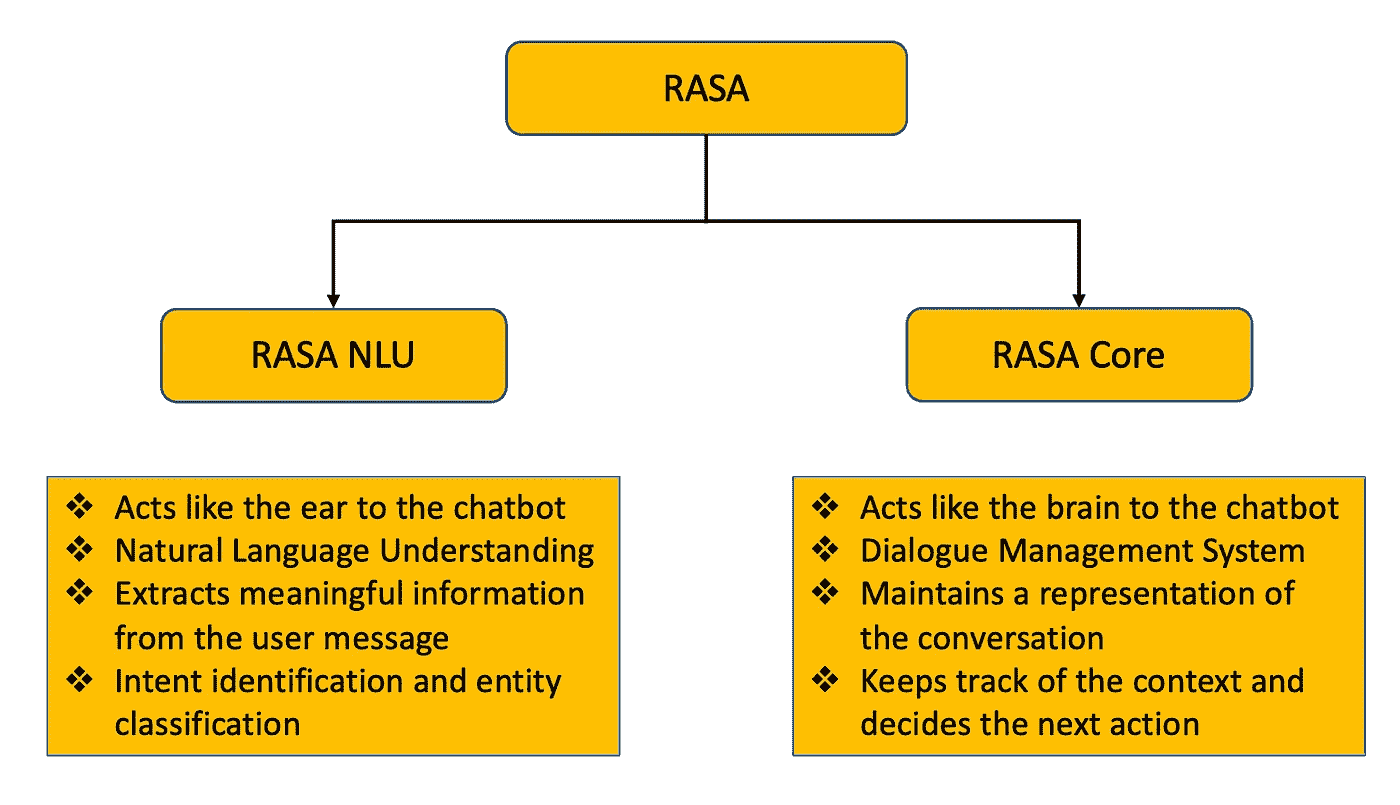 RASA
RASA NLU
RASA Core
❖ Acts like the ear to the chatbot
❖ Natural Language Understanding
❖ Extracts meaningful information
from the user message
❖ Intent identification and entity
classification
❖ Acts like the brain to the chatbot
❖ Dialogue Management System
❖ Maintains a representation of
the conversation
❖ Keeps track of the context and
decides the next action